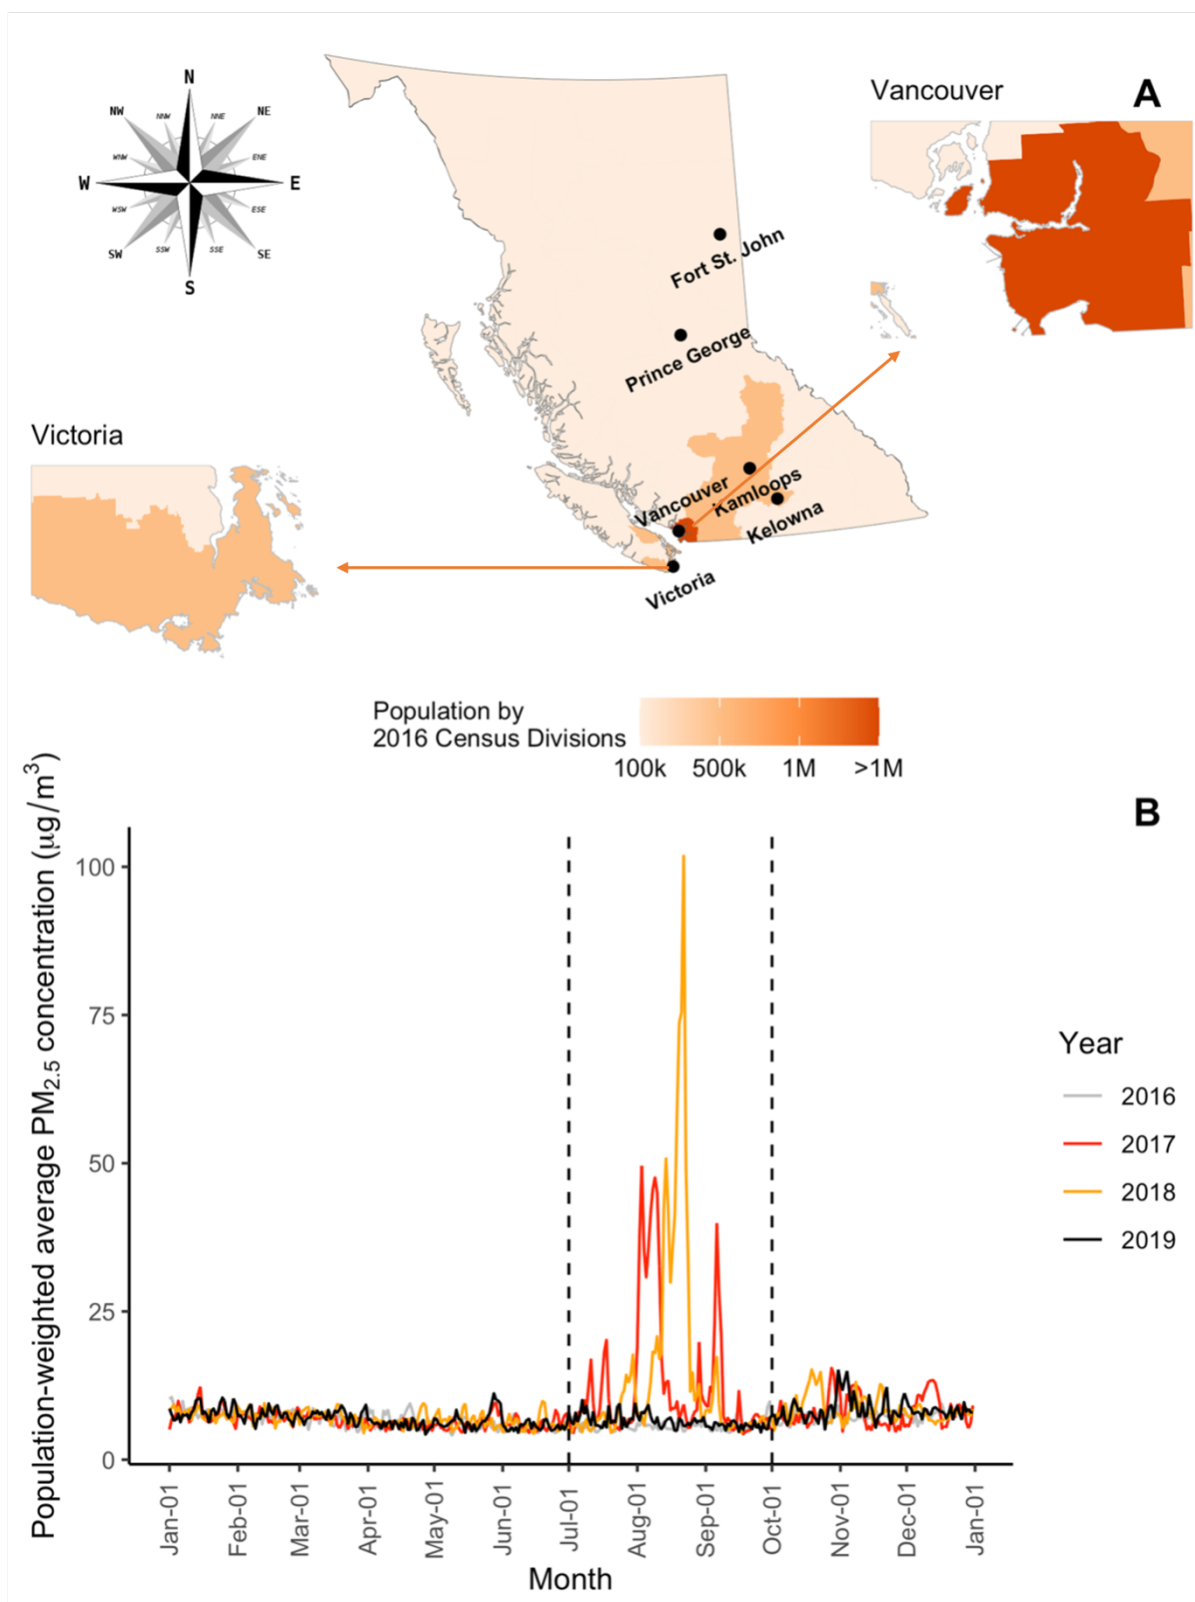 N
NNW
NNE
NW
NE
WNW
ENE
W
E
WSW
ESE
SW
SE
SSW
SSE
S
Vancouver
A
Fort St. John
Prince George
Victoria
Vancouver
Kamloops
Kelowna
Victoria
Population by
2016 Census Divisions
100k 500k 1M >1M
B
Population-weighted average PM2.5 concentration (μg/m³)
100
75
50
25
0
Jan-01 Feb-01 Mar-01 Apr-01 May-01 Jun-01 Jul-01 Aug-01 Sep-01 Oct-01 Nov-01 Dec-01 Jan-01
Month
Year
2016
2017
2018
2019